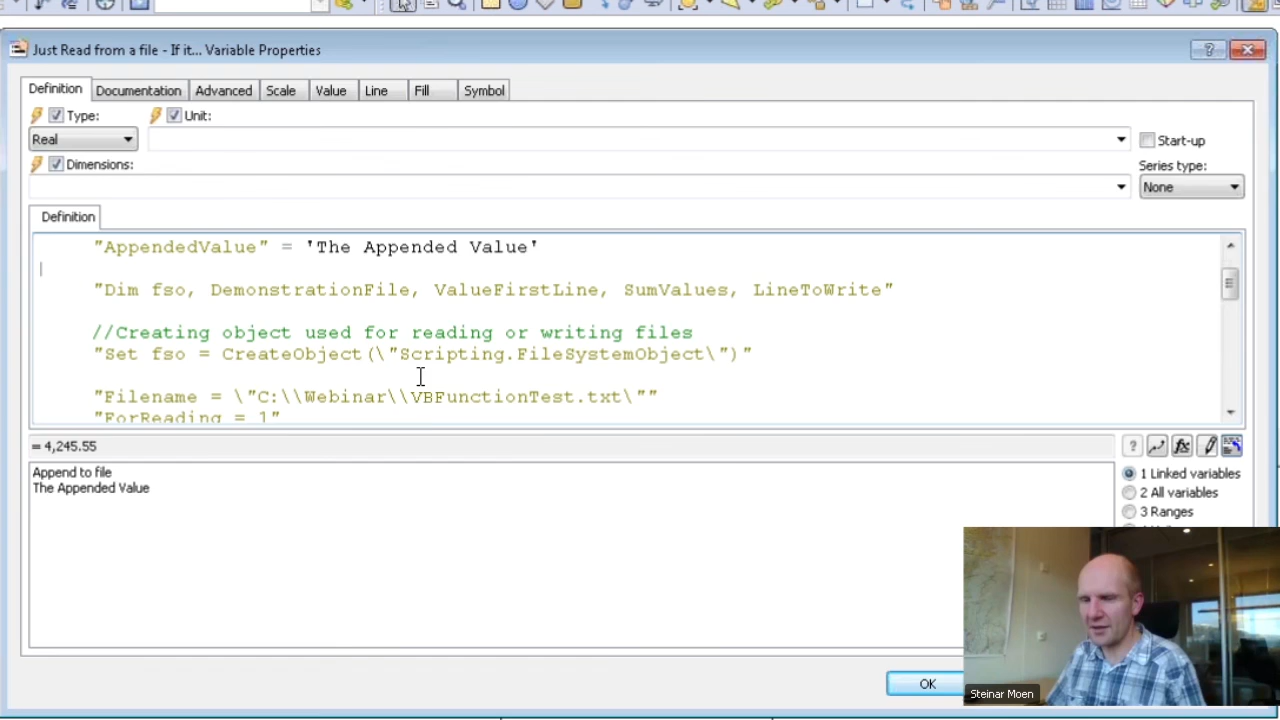 Just Read from a file - If it... Variable Properties
Definition Documentation Advanced Scale Value Line Fill Symbol
Type: Unit:
Real
Start-up
Dimensions:
Series type:
None
Definition
"AppendedValue" = 'The Appended Value'
"Dim fso, DemonstrationFile, ValueFirstLine, SumValues, LineToWrite"
//Creating object used for reading or writing files
"Set fso = CreateObject(\"Scripting.FileSystemObject\")"
"Filename = \"C:\\Webinar\\VBFunctionTest.txt\""
"ForReading = 1"
= 4,245.55
Append to file
The Appended Value
1 Linked variables
2 All variables
3 Ranges
OK
Steinar Moen